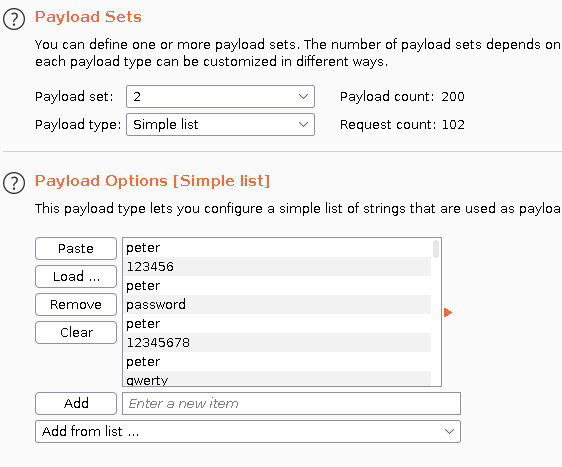 Payload Sets
You can define one or more payload sets. The number of payload sets depends on
each payload type can be customized in different ways.
Payload set: 2 Payload count: 200
Payload type: Simple list Request count: 102
Payload Options [Simple list]
This payload type lets you configure a simple list of strings that are used as payloa
Paste
Load ...
Remove
Clear
peter
123456
peter
password
peter
12345678
peter
qwerty
Add Enter a new item
Add from list ...